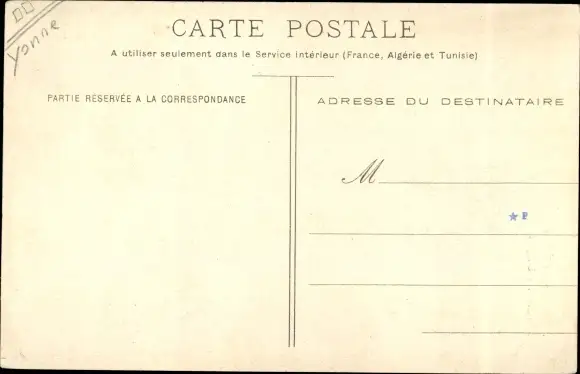 Yonne
CARTE POSTALE
A utiliser seulement dans le Service intérieur (France, Algérie et Tunisie)
PARTIE RÉSERVÉE A LA CORRESPONDANCE
ADRESSE DU DESTINATAIRE
M
★ P